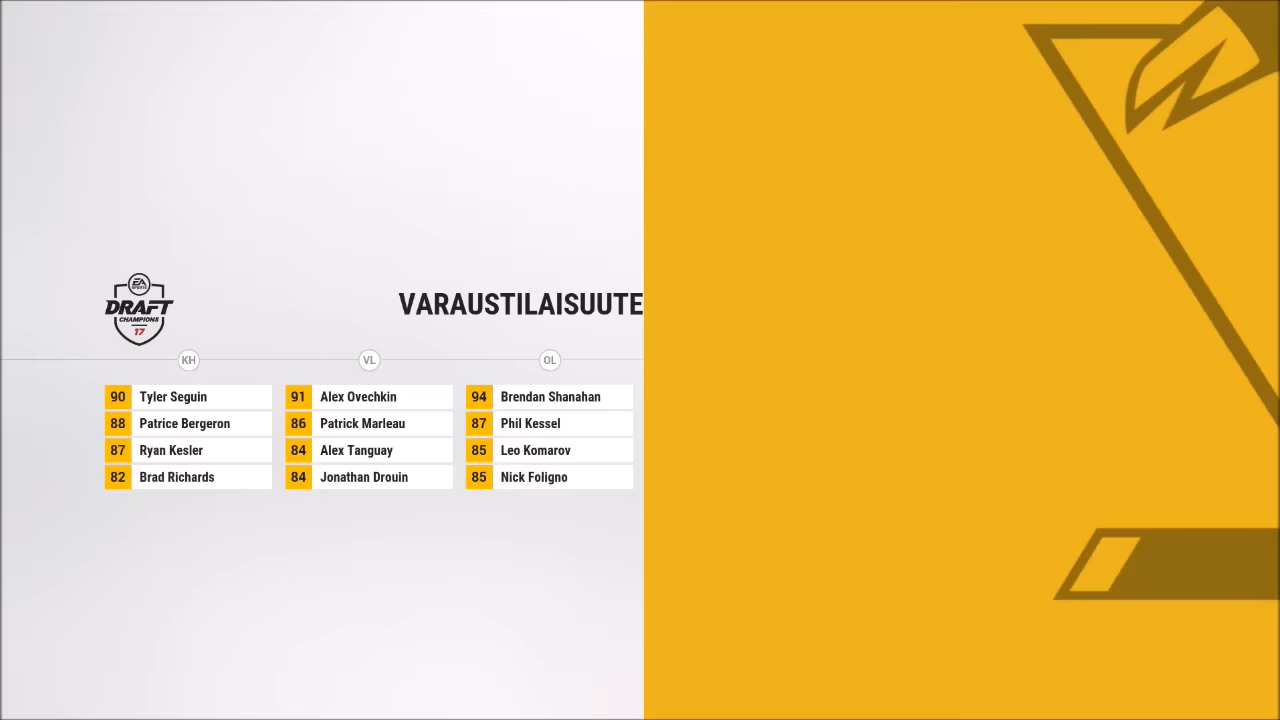 EA
SPORTS
DRAFT
CHAMPIONS
17
VARAUSTILAISUUTE
KH VL OL
90 Tyler Seguin 91 Alex Ovechkin 94 Brendan Shanahan
88 Patrice Bergeron 86 Patrick Marleau 87 Phil Kessel
87 Ryan Kesler 84 Alex Tanguay 85 Leo Komarov
82 Brad Richards 84 Jonathan Drouin 85 Nick Foligno